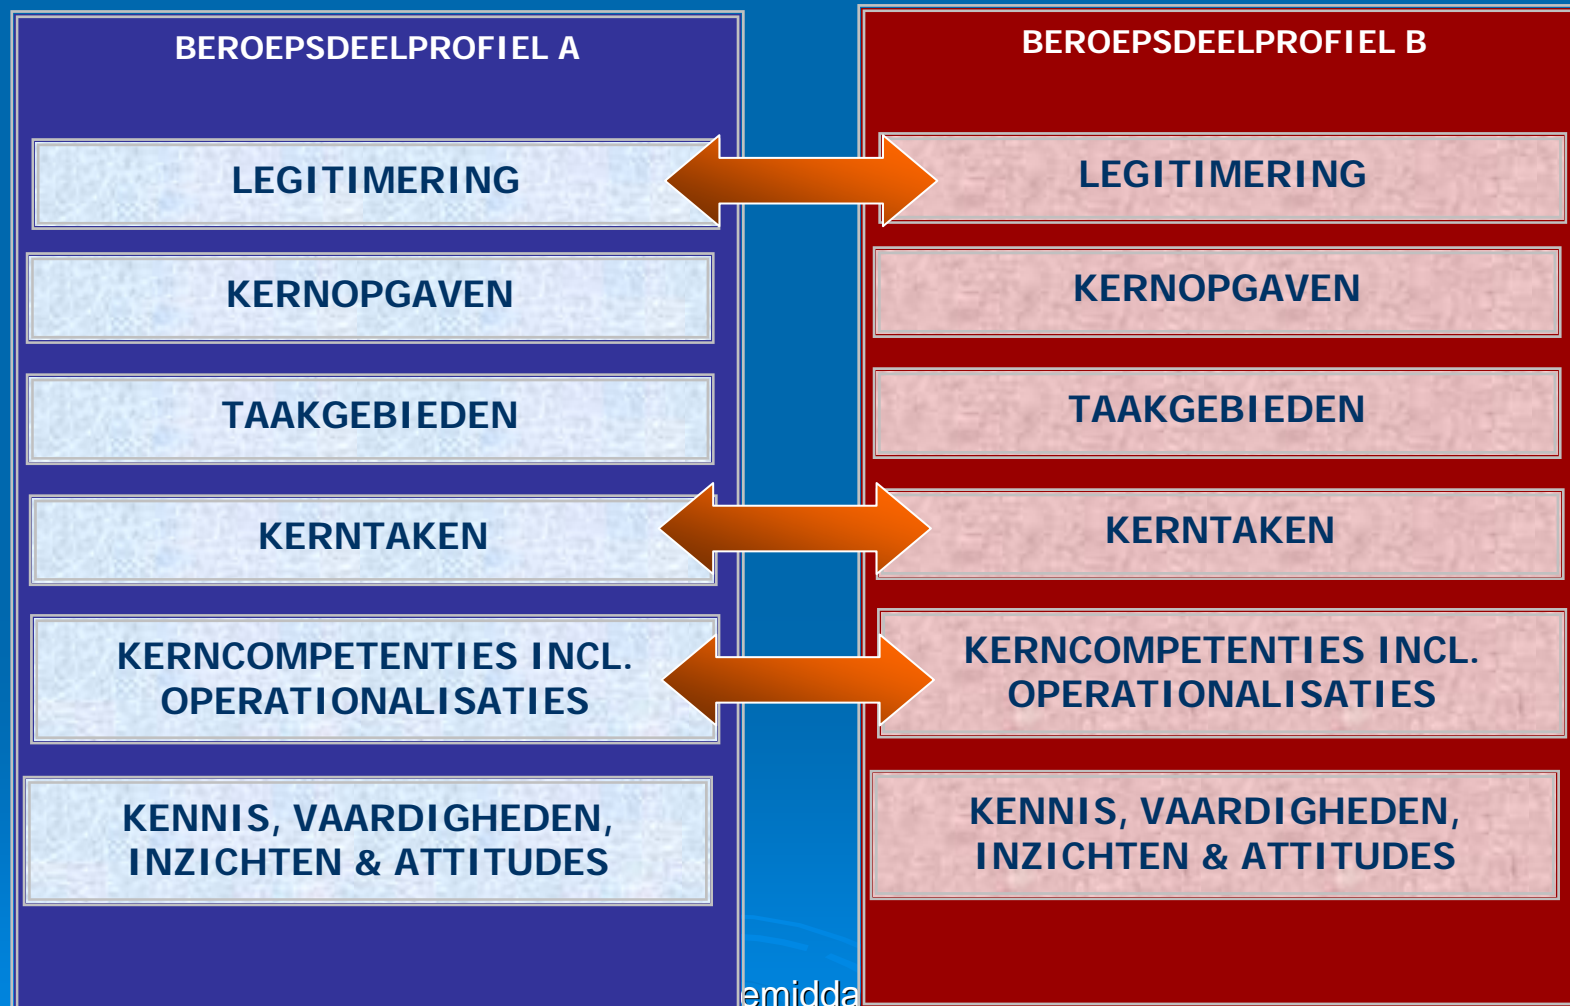 BEROEPSDEELPROFIEL A
LEGITIMERING
KERNOPGAVEN
TAAKGEBIEDEN
KERNTAKEN
KERNCOMPETENTIES INCL.
OPERATIONALISATIES
KENNIS, VAARDIGHEDEN,
INZICHTEN & ATTITUDES
BEROEPSDEELPROFIEL B
LEGITIMERING
KERNOPGAVEN
TAAKGEBIEDEN
KERNTAKEN
KERNCOMPETENTIES INCL.
OPERATIONALISATIES
KENNIS, VAARDIGHEDEN,
INZICHTEN & ATTITUDES